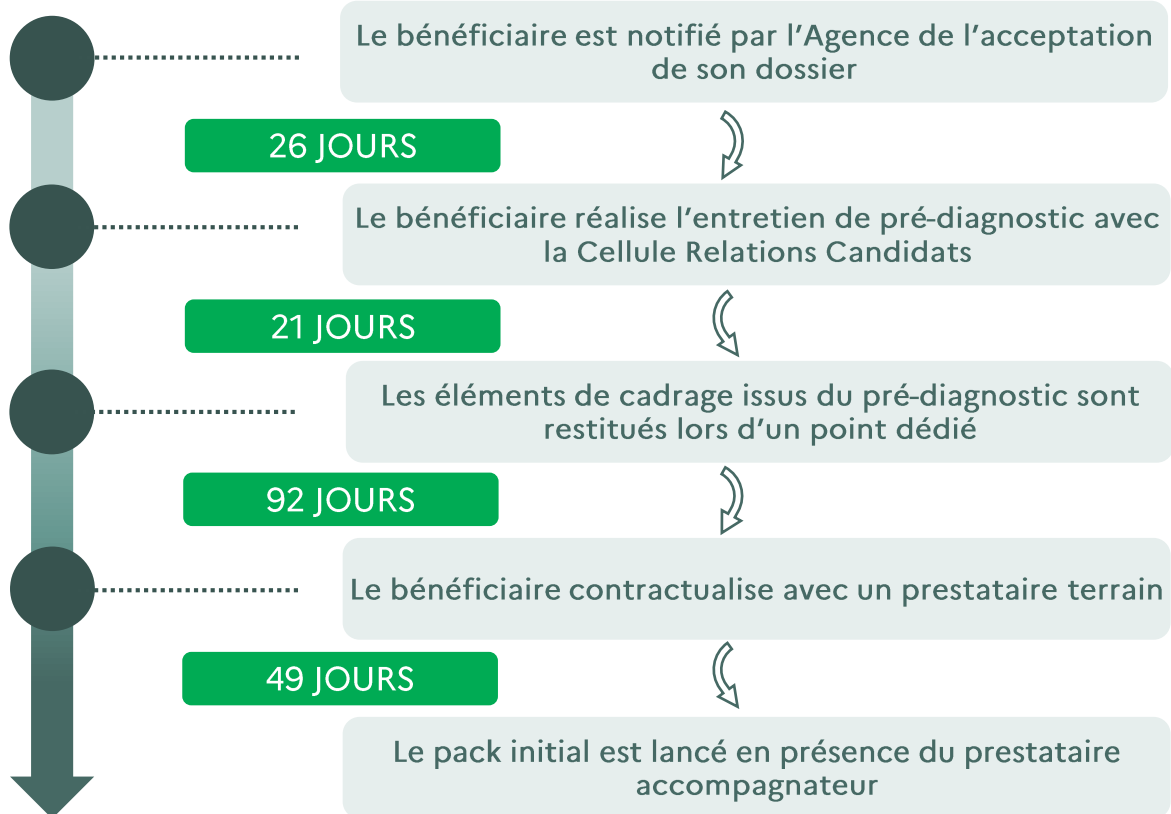 Le bénéficiaire est notifié par l’Agence de l’acceptation
de son dossier
26 JOURS
Le bénéficiaire réalise l’entretien de pré-diagnostic avec
la Cellule Relations Candidats
21 JOURS
Les éléments de cadrage issus du pré-diagnostic sont
restitués lors d’un point dédié
92 JOURS
Le bénéficiaire contractualise avec un prestataire terrain
49 JOURS
Le pack initial est lancé en présence du prestataire
accompagnateur